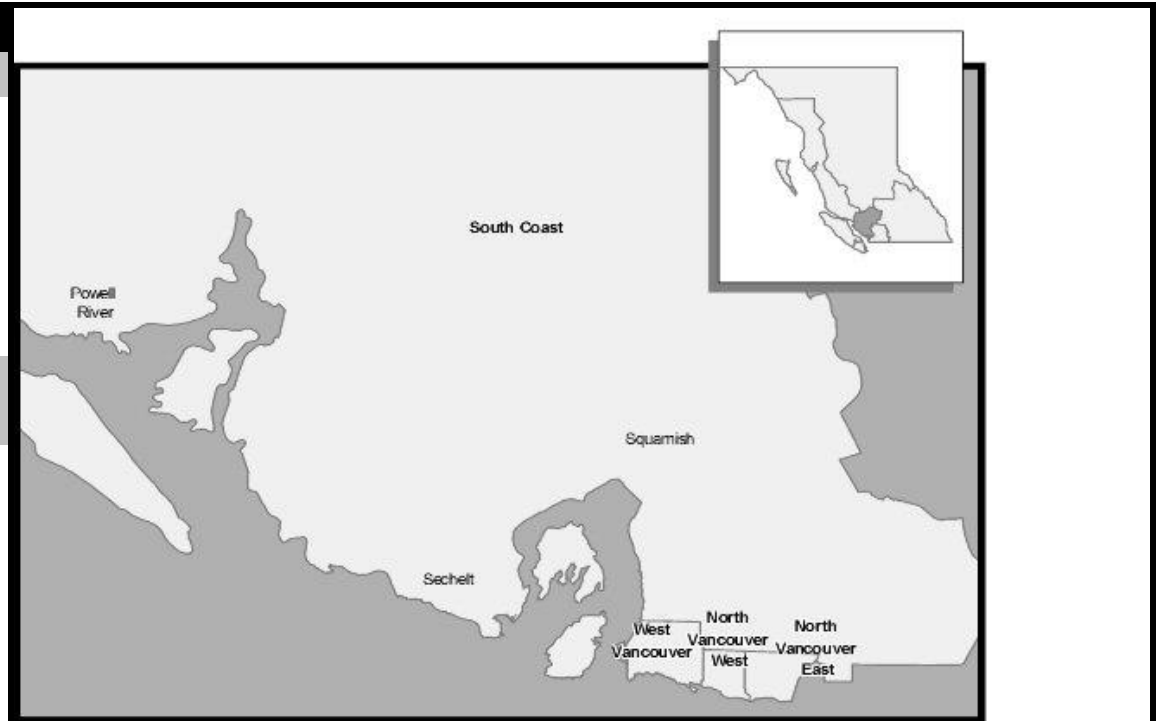 South Coast
Powell
River
Squamish
Sechelt
West
Vancouver
North
Vancouver
West
North
Vancouver
East